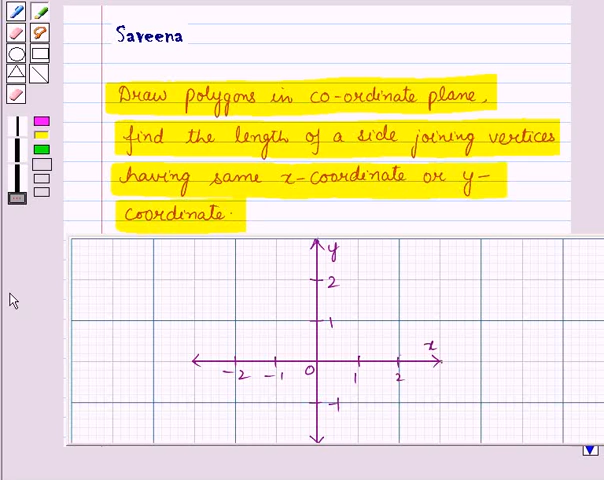 Saveena
Draw polygons in co-ordinate plane,
find the length of a side joining vertices
having same x-coordinate or y-
coordinate.
y
2
1
x
-2 -1 0 1 2
-1